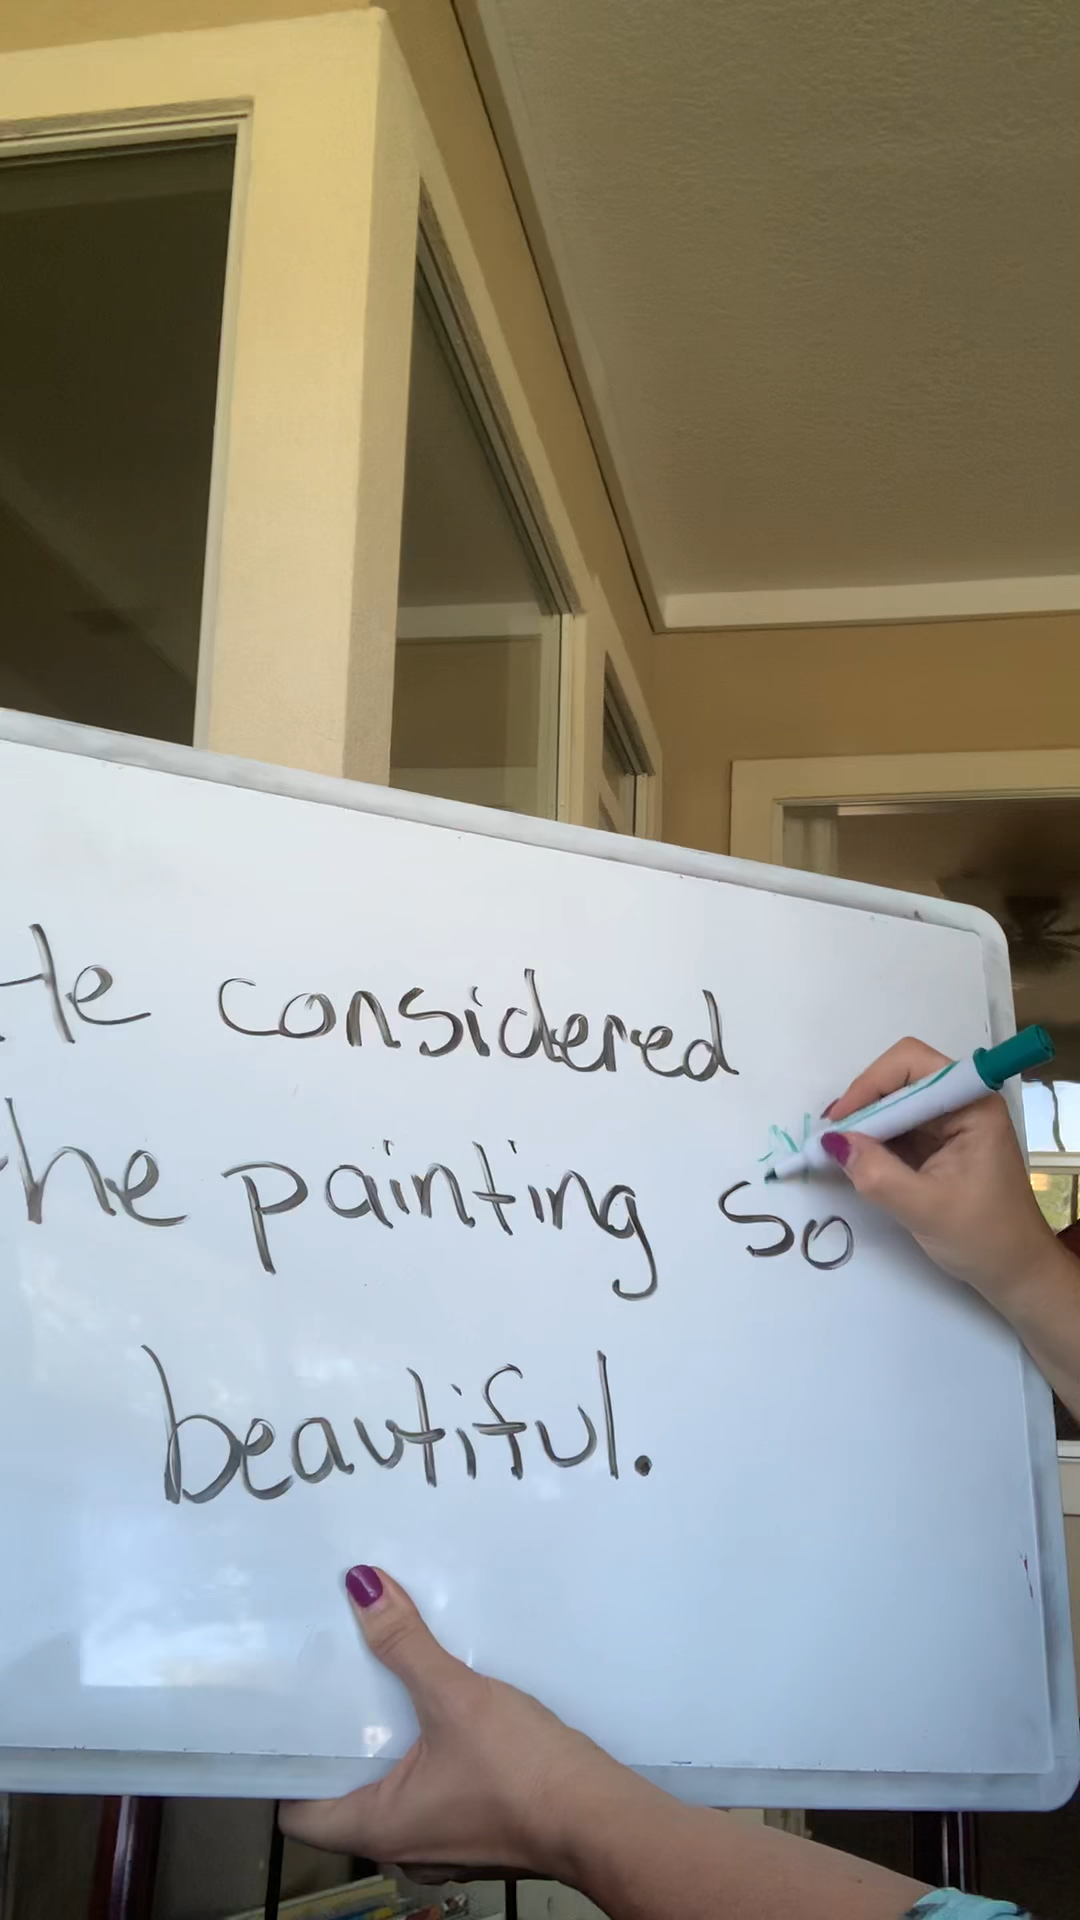 He considered
the painting so
beautiful.